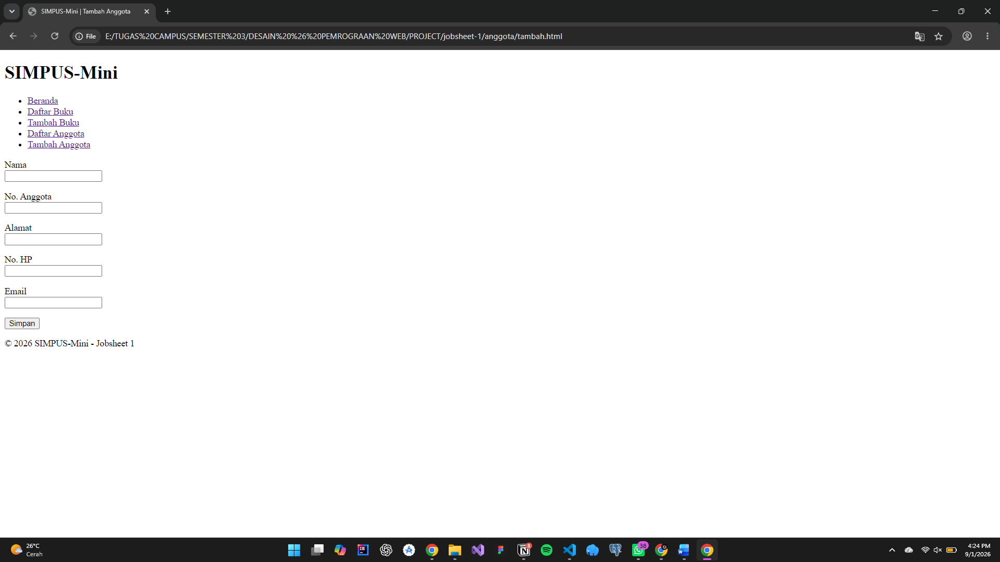 SIMPUS-Mini | Tambah Anggota
File
E:/TUGAS%20CAMPUS/SEMESTER%203/DESAIN%20%26%20PEMROGRAAN%20WEB/PROJECT/jobsheet-1/anggota/tambah.html
SIMPUS-Mini
Beranda
Daftar Buku
Tambah Buku
Daftar Anggota
Tambah Anggota
Nama
No. Anggota
Alamat
No. HP
Email
Simpan
© 2026 SIMPUS-Mini - Jobsheet 1
26°C
Cerah
IE
8
38
W
4:24 PM
9/1/2026